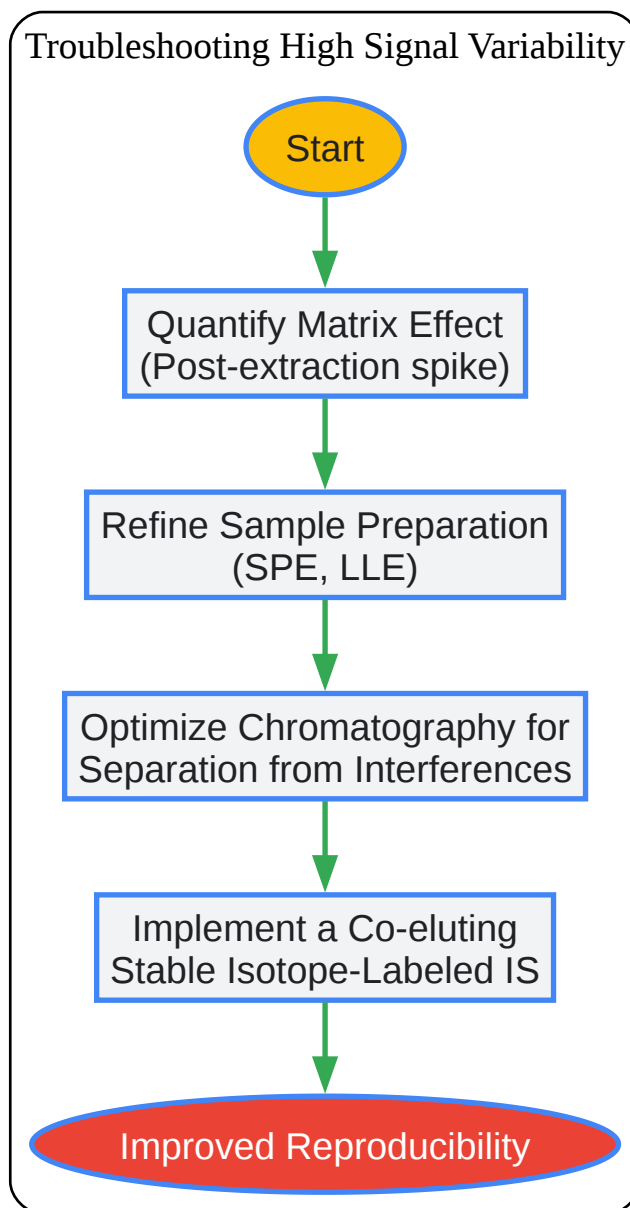 Troubleshooting High Signal Variability
Start
Quantify Matrix Effect
(Post-extraction spike)
Refine Sample Preparation
(SPE, LLE)
Optimize Chromatography for
Separation from Interferences
Implement a Co-eluting
Stable Isotope-Labeled IS
Improved Reproducibility